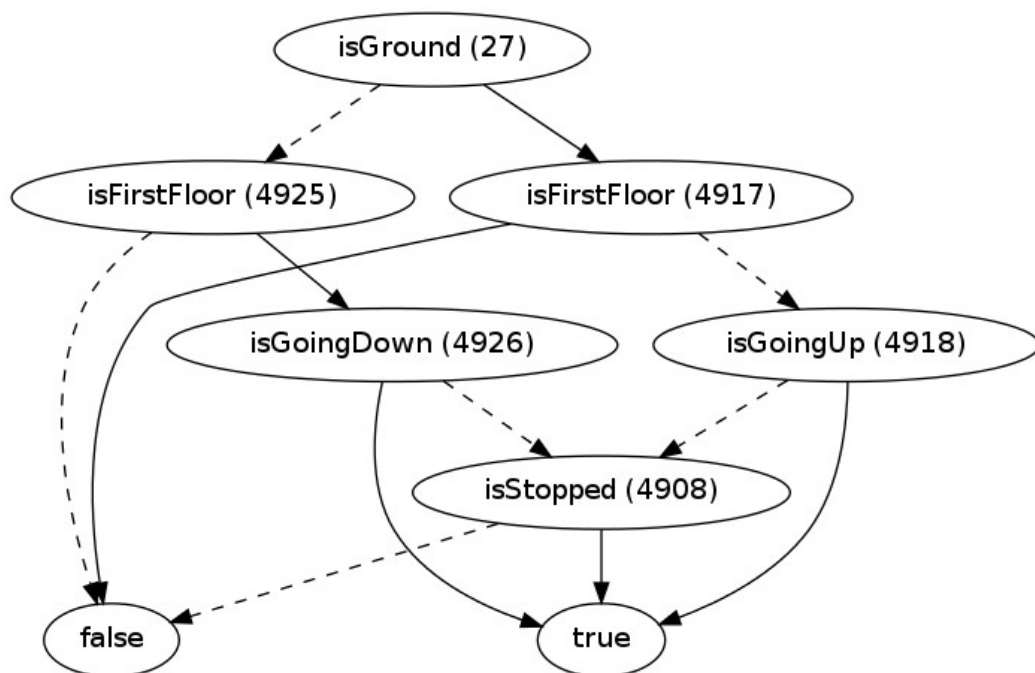 isGround (27)
isFirstFloor (4925)
isFirstFloor (4917)
isGoingDown (4926)
isGoingUp (4918)
isStopped (4908)
false
true